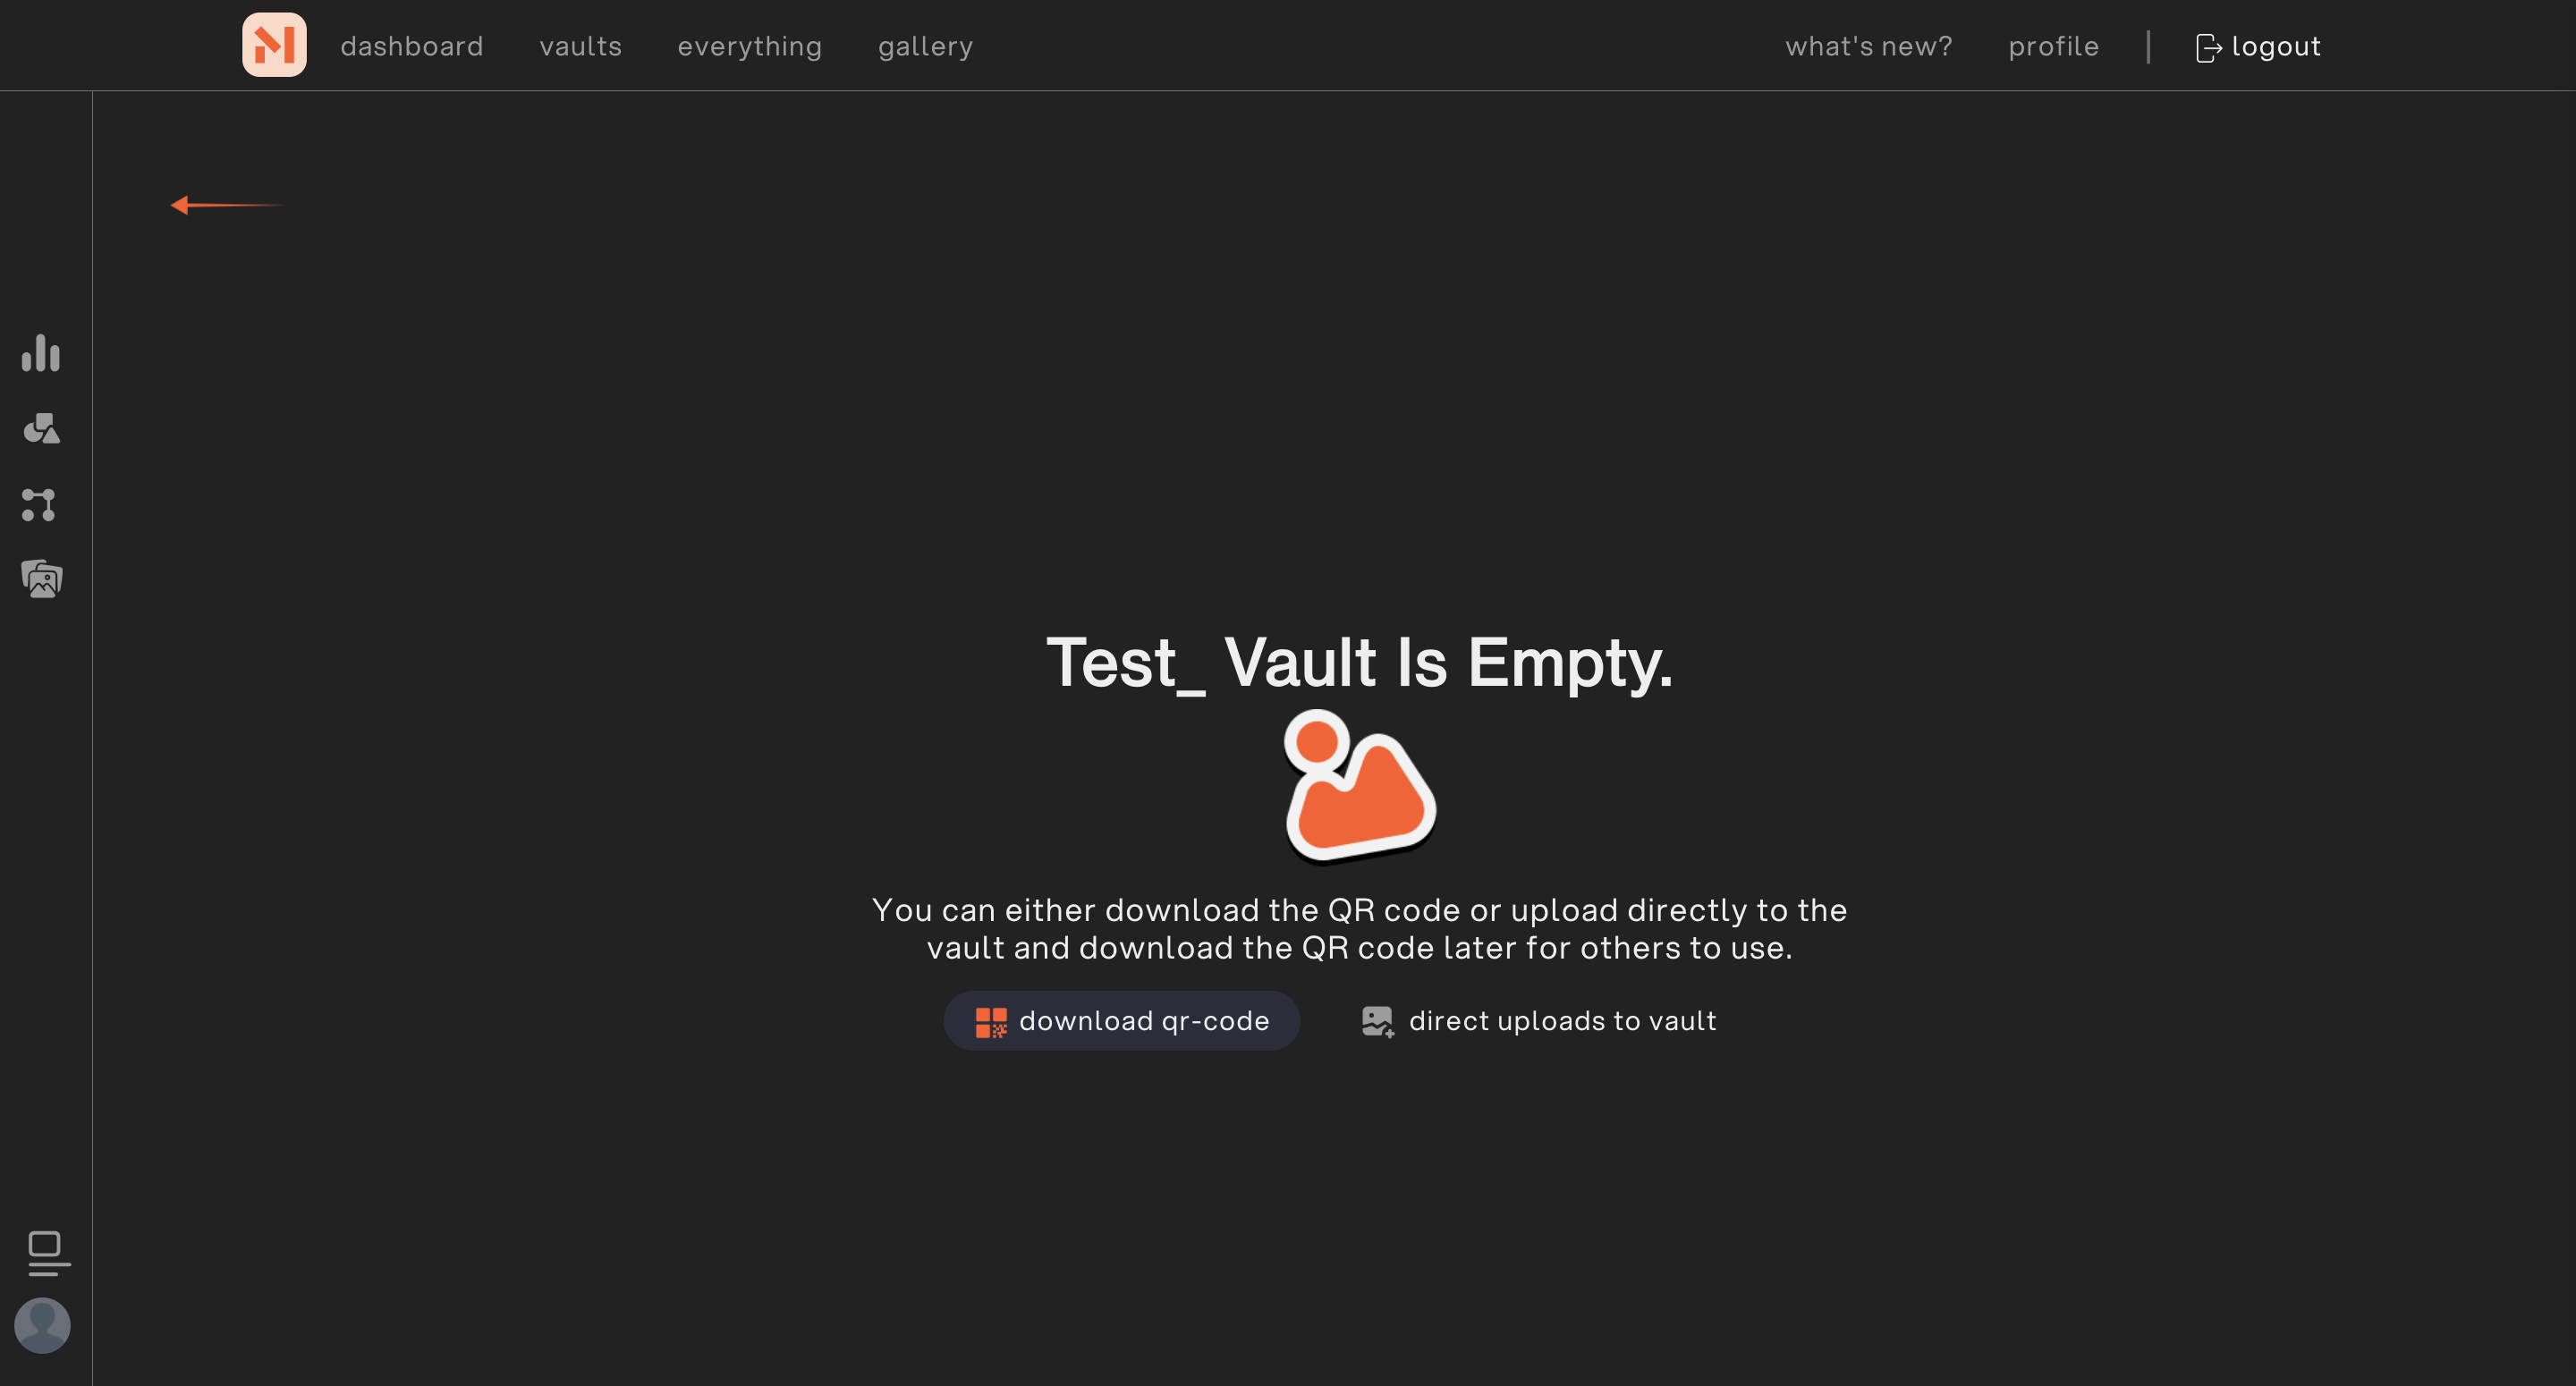 dashboard
vaults
everything
gallery
what's new?
profile
logout
Test_ Vault Is Empty.
You can either download the QR code or upload directly to the
vault and download the QR code later for others to use.
download qr-code
direct uploads to vault